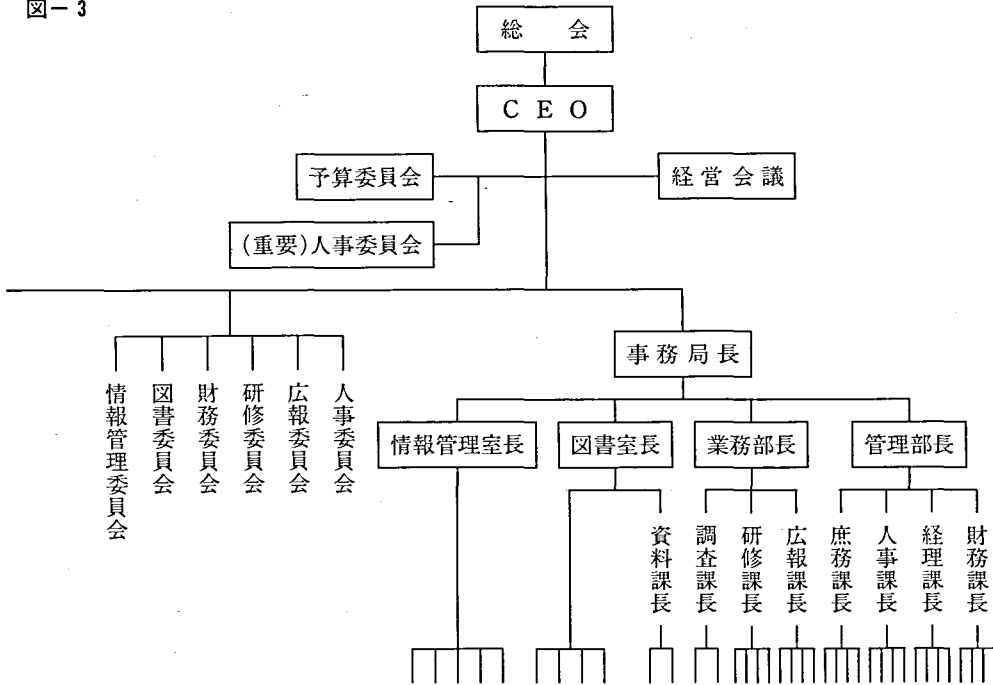 図－3
総会
CEO
予算委員会
経営会議
(重要)人事委員会
事務局長
情報管理委員会
図書委員会
財務委員会
研修委員会
広報委員会
人事委員会
情報管理室長
図書室長
業務部長
管理部長
資料課長
調査課長
研修課長
広報課長
庶務課長
人事課長
経理課長
財務課長